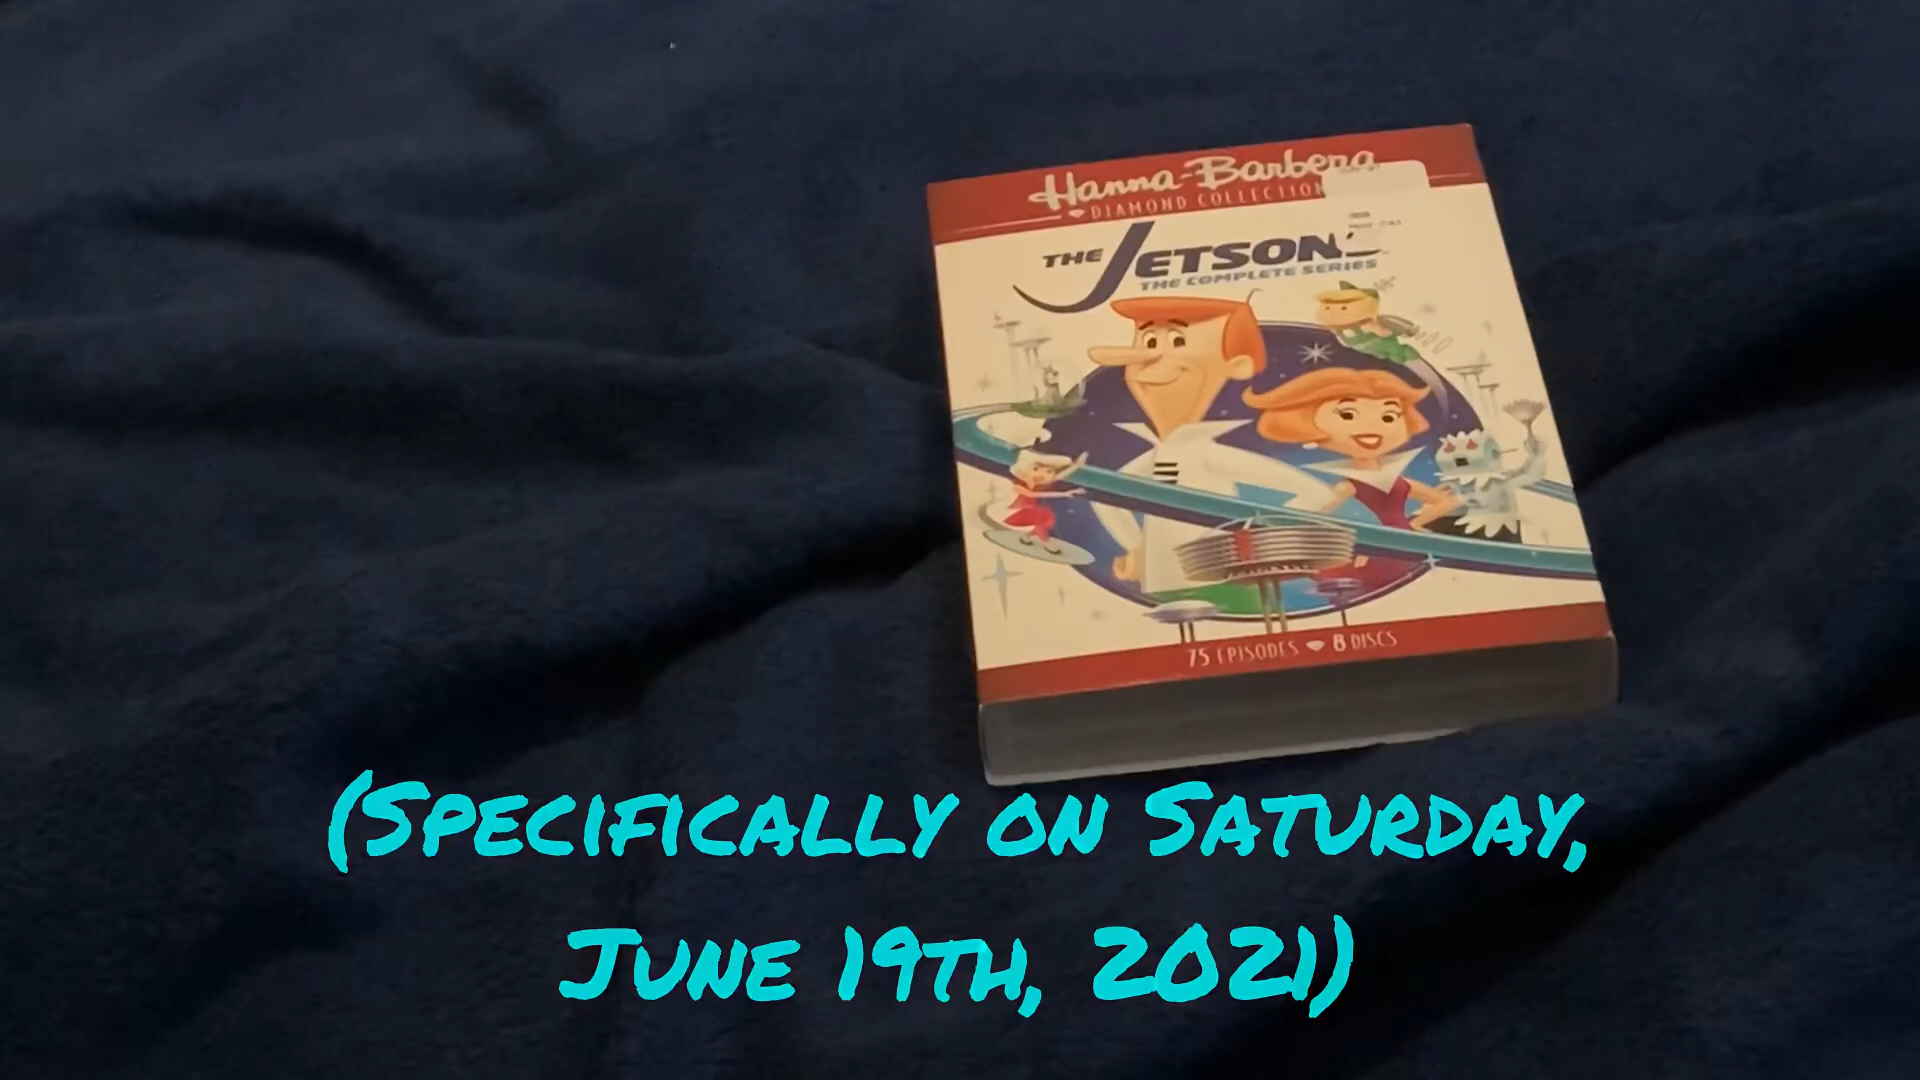 Hanna-Barbera
DIAMOND COLLECTION
THE JETSONS
THE COMPLETE SERIES
75 EPISODES 8 DISCS
(SPECIFICALLY ON SATURDAY,
JUNE 19TH, 2021)